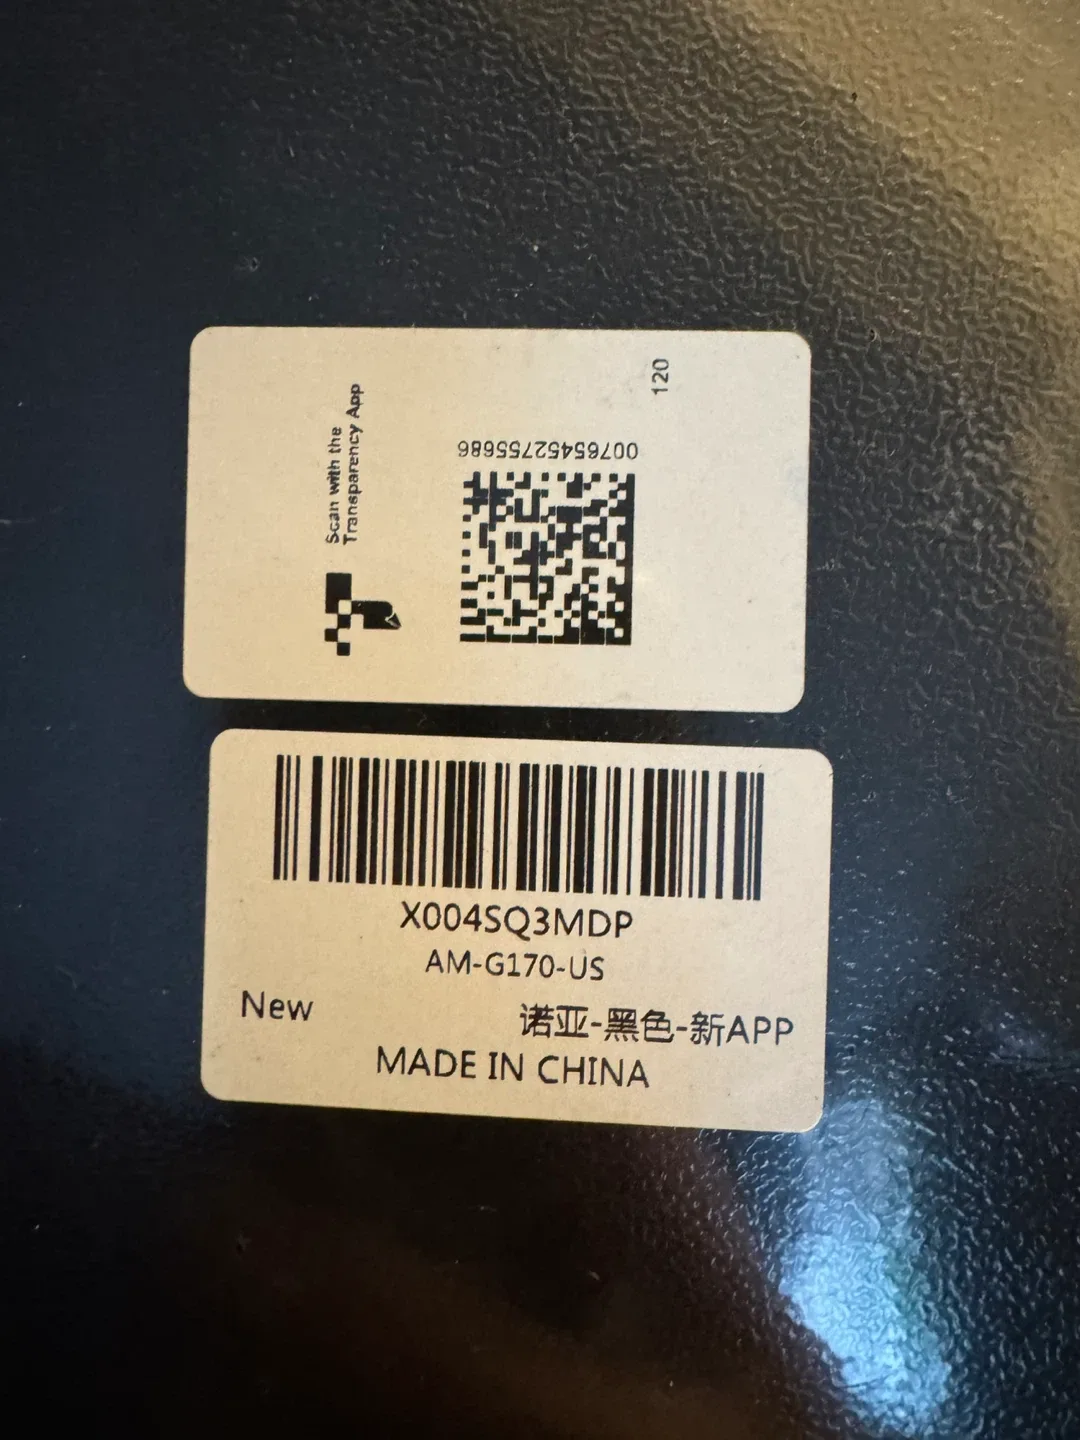 Scan with the
Transparency App
00765452755686
120
X004SQ3MDP
AM-G170-US
New
诺亚-黑色-新APP
MADE IN CHINA